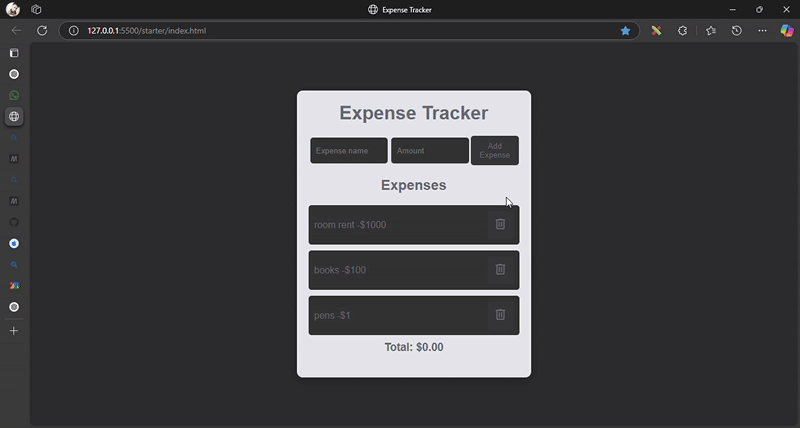 Expense Tracker
127.0.0.1:5500/starter/index.html
Expense Tracker
Expense name
Amount
Add
Expense
Expenses
room rent -$1000
books -$100
pens -$1
Total: $0.00